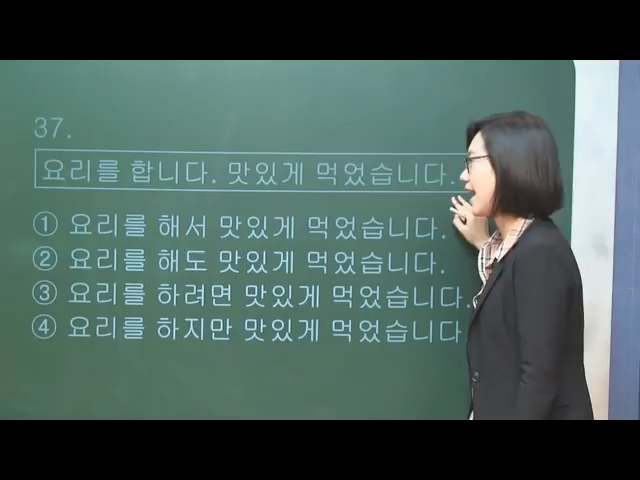 37.
요리를 합니다. 맛있게 먹었습니다.
① 요리를 해서 맛있게 먹었습니다.
② 요리를 해도 맛있게 먹었습니다.
③ 요리를 하려면 맛있게 먹었습니다.
④ 요리를 하지만 맛있게 먹었습니다